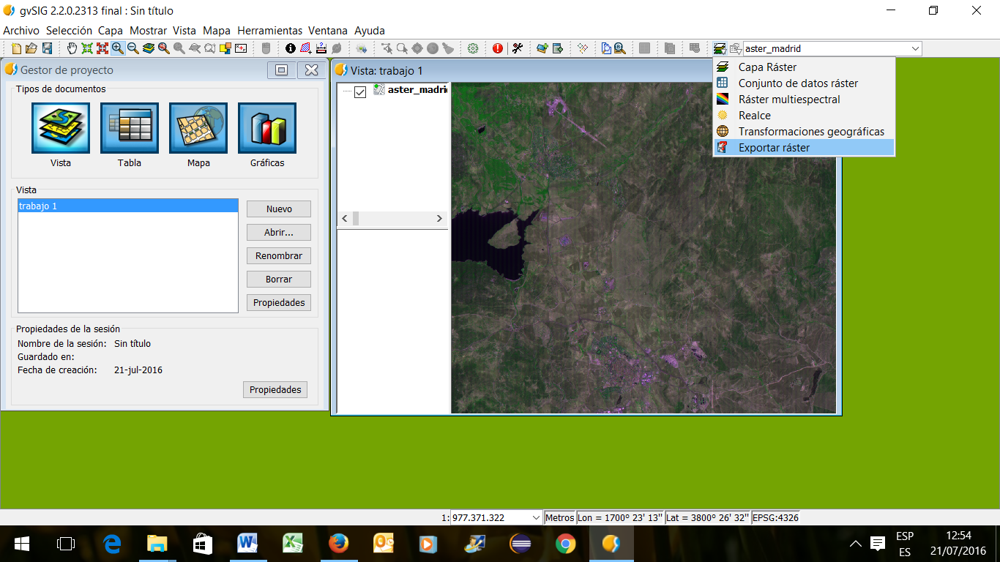 gvSIG 2.2.0.2313 final : Sin título
Archivo Selección Capa Mostrar Vista Mapa Herramientas Ventana Ayuda
aster_madrid
Capa Ráster
Conjunto de datos ráster
Ráster multiespectral
Realce
Transformaciones geográficas
Exportar ráster
Gestor de proyecto
Tipos de documentos
Vista Tabla Mapa Gráficas
Vista
trabajo 1
Nuevo
Abrir...
Renombrar
Borrar
Propiedades
Propiedades de la sesión
Nombre de la sesión: Sin título
Guardado en:
Fecha de creación: 21-jul-2016
Propiedades
Vista: trabajo 1
aster_madri
1: 977.371.322 Metros Lon = 1700° 23' 13" Lat = 3800° 26' 32" EPSG:4326
ESP
ES
12:54
21/07/2016